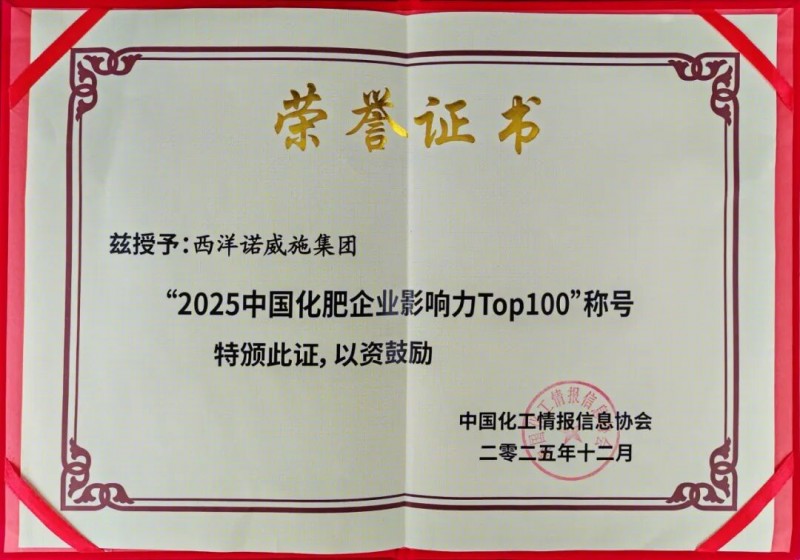 荣誉证书
兹授予：西洋诺威施集团
“2025中国化肥企业影响力Top100”称号
特颁此证，以资鼓励
中国化工情报信息协会
二零二五年十二月